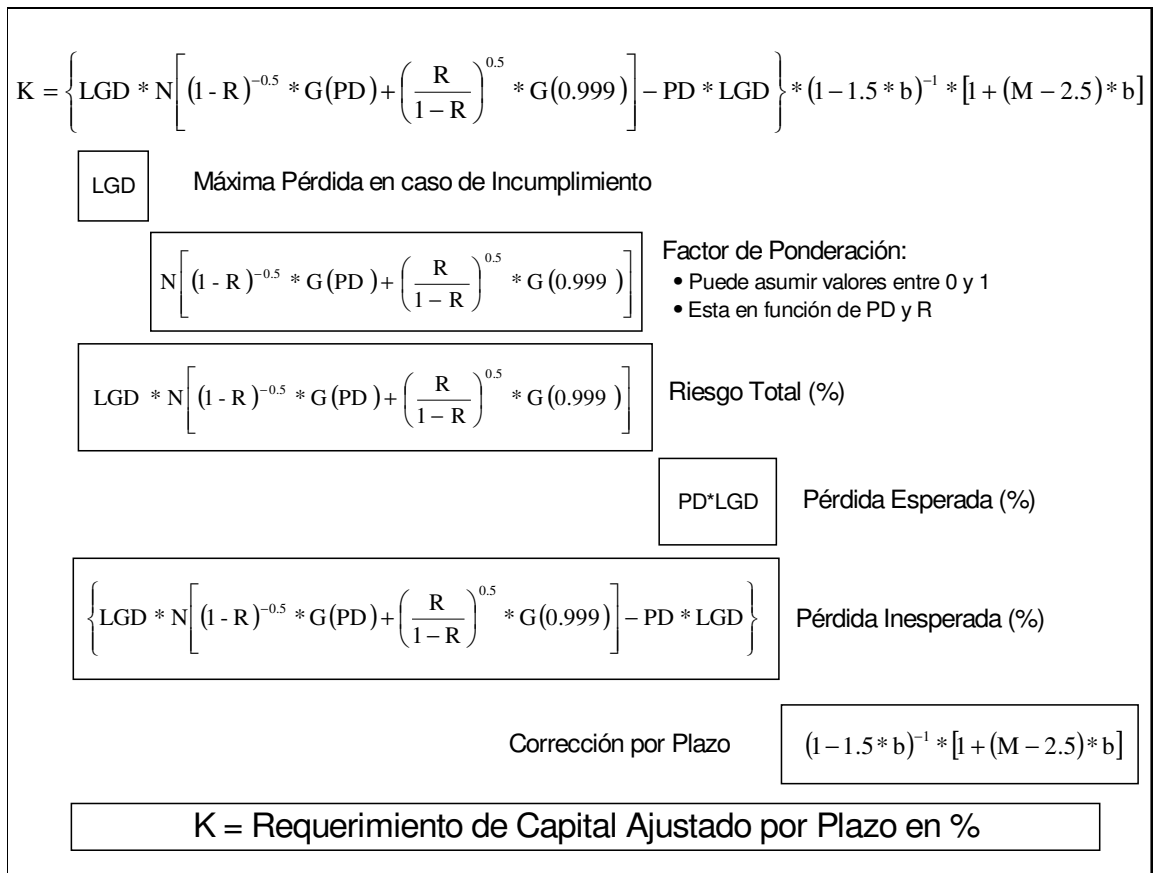 K = {LGD * N[(1 - R)^−0.5 * G(PD) + (R / 1 − R)^0.5 * G(0.999)] − PD * LGD} * (1 − 1.5 * b)^−1 * [1 + (M − 2.5) * b]
LGD Máxima Pérdida en caso de Incumplimiento
N[(1 - R)^−0.5 * G(PD) + (R / 1 − R)^0.5 * G(0.999)]
Factor de Ponderación:
• Puede asumir valores entre 0 y 1
• Esta en función de PD y R
LGD * N[(1 - R)^−0.5 * G(PD) + (R / 1 − R)^0.5 * G(0.999)] Riesgo Total (%)
PD*LGD Pérdida Esperada (%)
{LGD * N[(1 - R)^−0.5 * G(PD) + (R / 1 − R)^0.5 * G(0.999)] − PD * LGD} Pérdida Inesperada (%)
Corrección por Plazo (1 − 1.5 * b)^−1 * [1 + (M − 2.5) * b]
K = Requerimiento de Capital Ajustado por Plazo en %